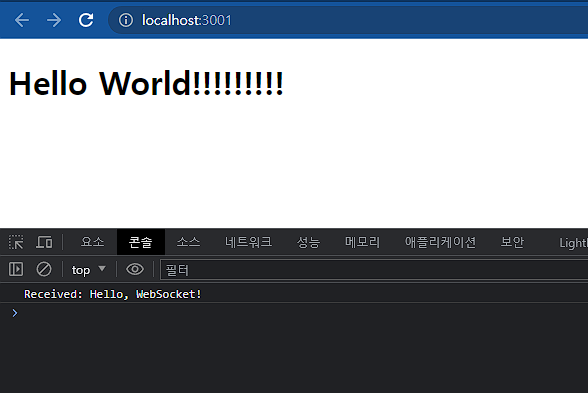 localhost:3001
Hello World!!!!!!!!!
요소 콘솔 소스 네트워크 성능 메모리 애플리케이션 보안 Light
top 필터
Received: Hello, WebSocket!